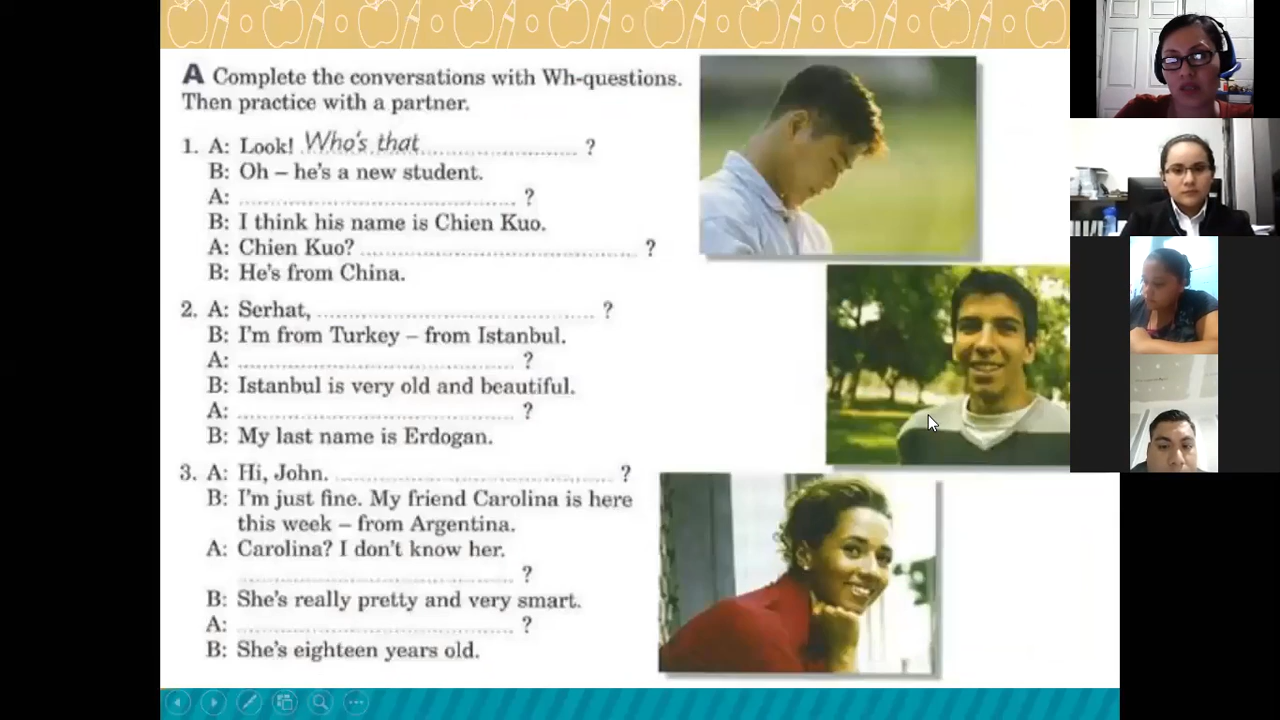 A Complete the conversations with Wh-questions.
Then practice with a partner.
1. A: Look! Who's that ?
B: Oh – he's a new student.
A: ?
B: I think his name is Chien Kuo.
A: Chien Kuo? ?
B: He's from China.
2. A: Serhat, ?
B: I'm from Turkey – from Istanbul.
A: ?
B: Istanbul is very old and beautiful.
A: ?
B: My last name is Erdogan.
3. A: Hi, John. ?
B: I'm just fine. My friend Carolina is here
this week – from Argentina.
A: Carolina? I don't know her.
?
B: She's really pretty and very smart.
A: ?
B: She's eighteen years old.